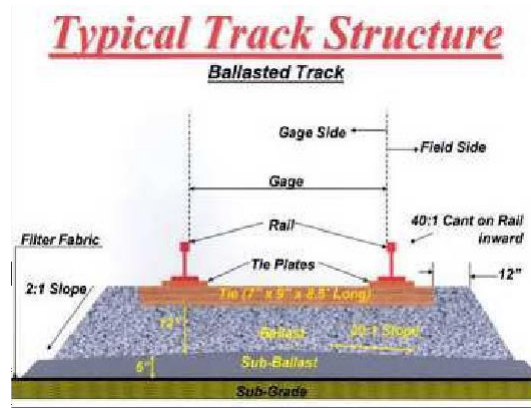 Typical Track Structure
Ballasted Track
Gage Side
Field Side
Gage
Rail
40:1 Cant on Rail
inward
Filter Fabric
Tie Plates
12"
2:1 Slope
Tie (7" x 9" x 8.5' Long)
12"
Ballast
20:1 Slope
Sub-Ballast
6"
Sub-Grade